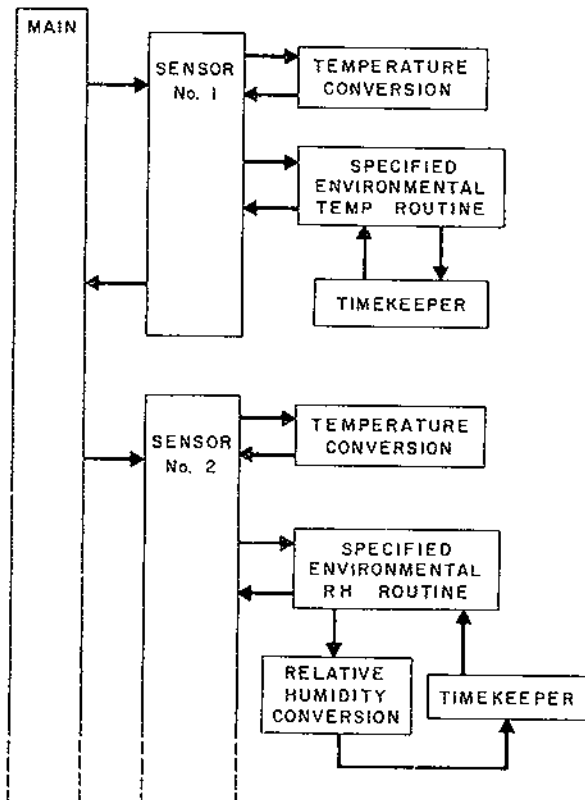 MAIN
SENSOR
No. 1
TEMPERATURE
CONVERSION
SPECIFIED
ENVIRONMENTAL
TEMP ROUTINE
TIMEKEEPER
SENSOR
No. 2
TEMPERATURE
CONVERSION
SPECIFIED
ENVIRONMENTAL
RH ROUTINE
RELATIVE
HUMIDITY
CONVERSION
TIMEKEEPER